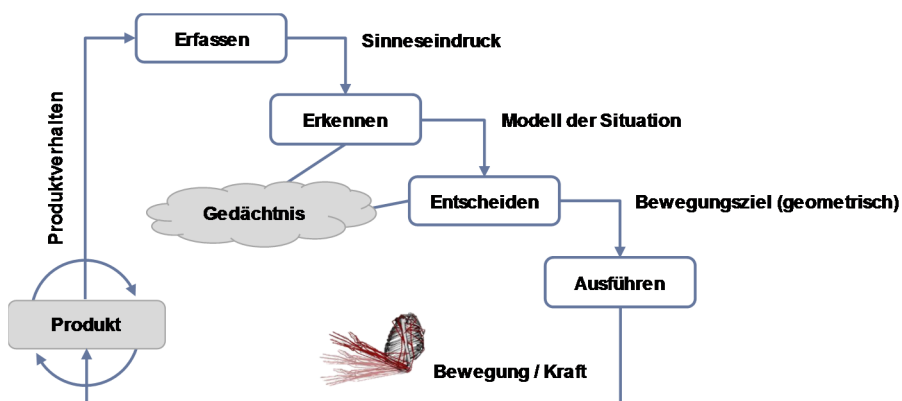 Erfassen
Sinneseindruck
Erkennen
Modell der Situation
Produktverhalten
Gedächtnis
Entscheiden
Bewegungsziel (geometrisch)
Ausführen
Produkt
Bewegung / Kraft